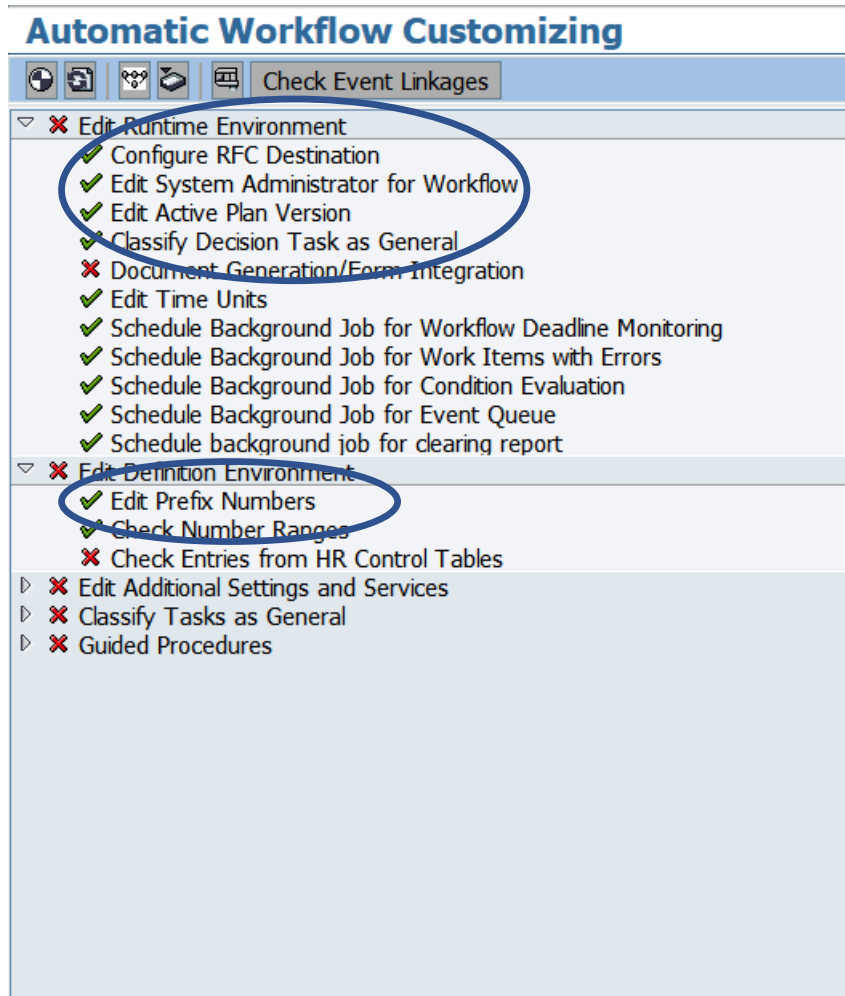 Automatic Workflow Customizing
Check Event Linkages
Edit Runtime Environment
Configure RFC Destination
Edit System Administrator for Workflow
Edit Active Plan Version
Classify Decision Task as General
Document Generation/Form Integration
Edit Time Units
Schedule Background Job for Workflow Deadline Monitoring
Schedule Background Job for Work Items with Errors
Schedule Background Job for Condition Evaluation
Schedule Background Job for Event Queue
Schedule background job for clearing report
Edit Definition Environment
Edit Prefix Numbers
Check Number Ranges
Check Entries from HR Control Tables
Edit Additional Settings and Services
Classify Tasks as General
Guided Procedures